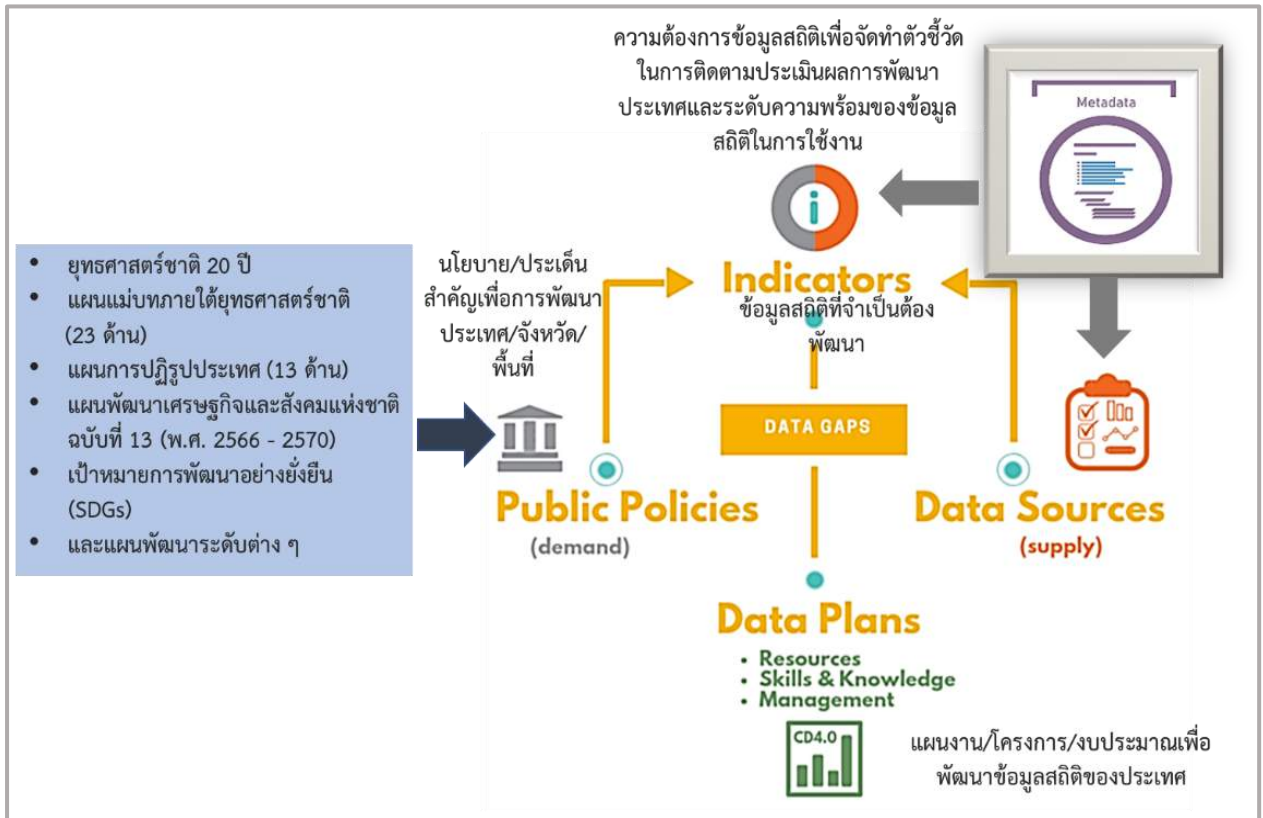 ความต้องการข้อมูลสถิติเพื่อจัดทำตัวชี้วัด
ในการติดตามประเมินผลการพัฒนา
ประเทศและระดับความพร้อมของข้อมูล
สถิติในการใช้งาน
Metadata
• ยุทธศาสตร์ชาติ 20 ปี
• แผนแม่บทภายใต้ยุทธศาสตร์ชาติ
(23 ด้าน)
• แผนการปฏิรูปประเทศ (13 ด้าน)
• แผนพัฒนาเศรษฐกิจและสังคมแห่งชาติ
ฉบับที่ 13 (พ.ศ. 2566 - 2570)
• เป้าหมายการพัฒนาอย่างยั่งยืน
(SDGs)
• และแผนพัฒนาระดับต่าง ๆ
นโยบาย/ประเด็น
สำคัญเพื่อการพัฒนา
ประเทศ/จังหวัด/
พื้นที่
i
Indicators
ข้อมูลสถิติที่จำเป็นต้อง
พัฒนา
DATA GAPS
Public Policies
(demand)
Data Sources
(supply)
Data Plans
• Resources
• Skills & Knowledge
• Management
CD4.0
แผนงาน/โครงการ/งบประมาณเพื่อ
พัฒนาข้อมูลสถิติของประเทศ